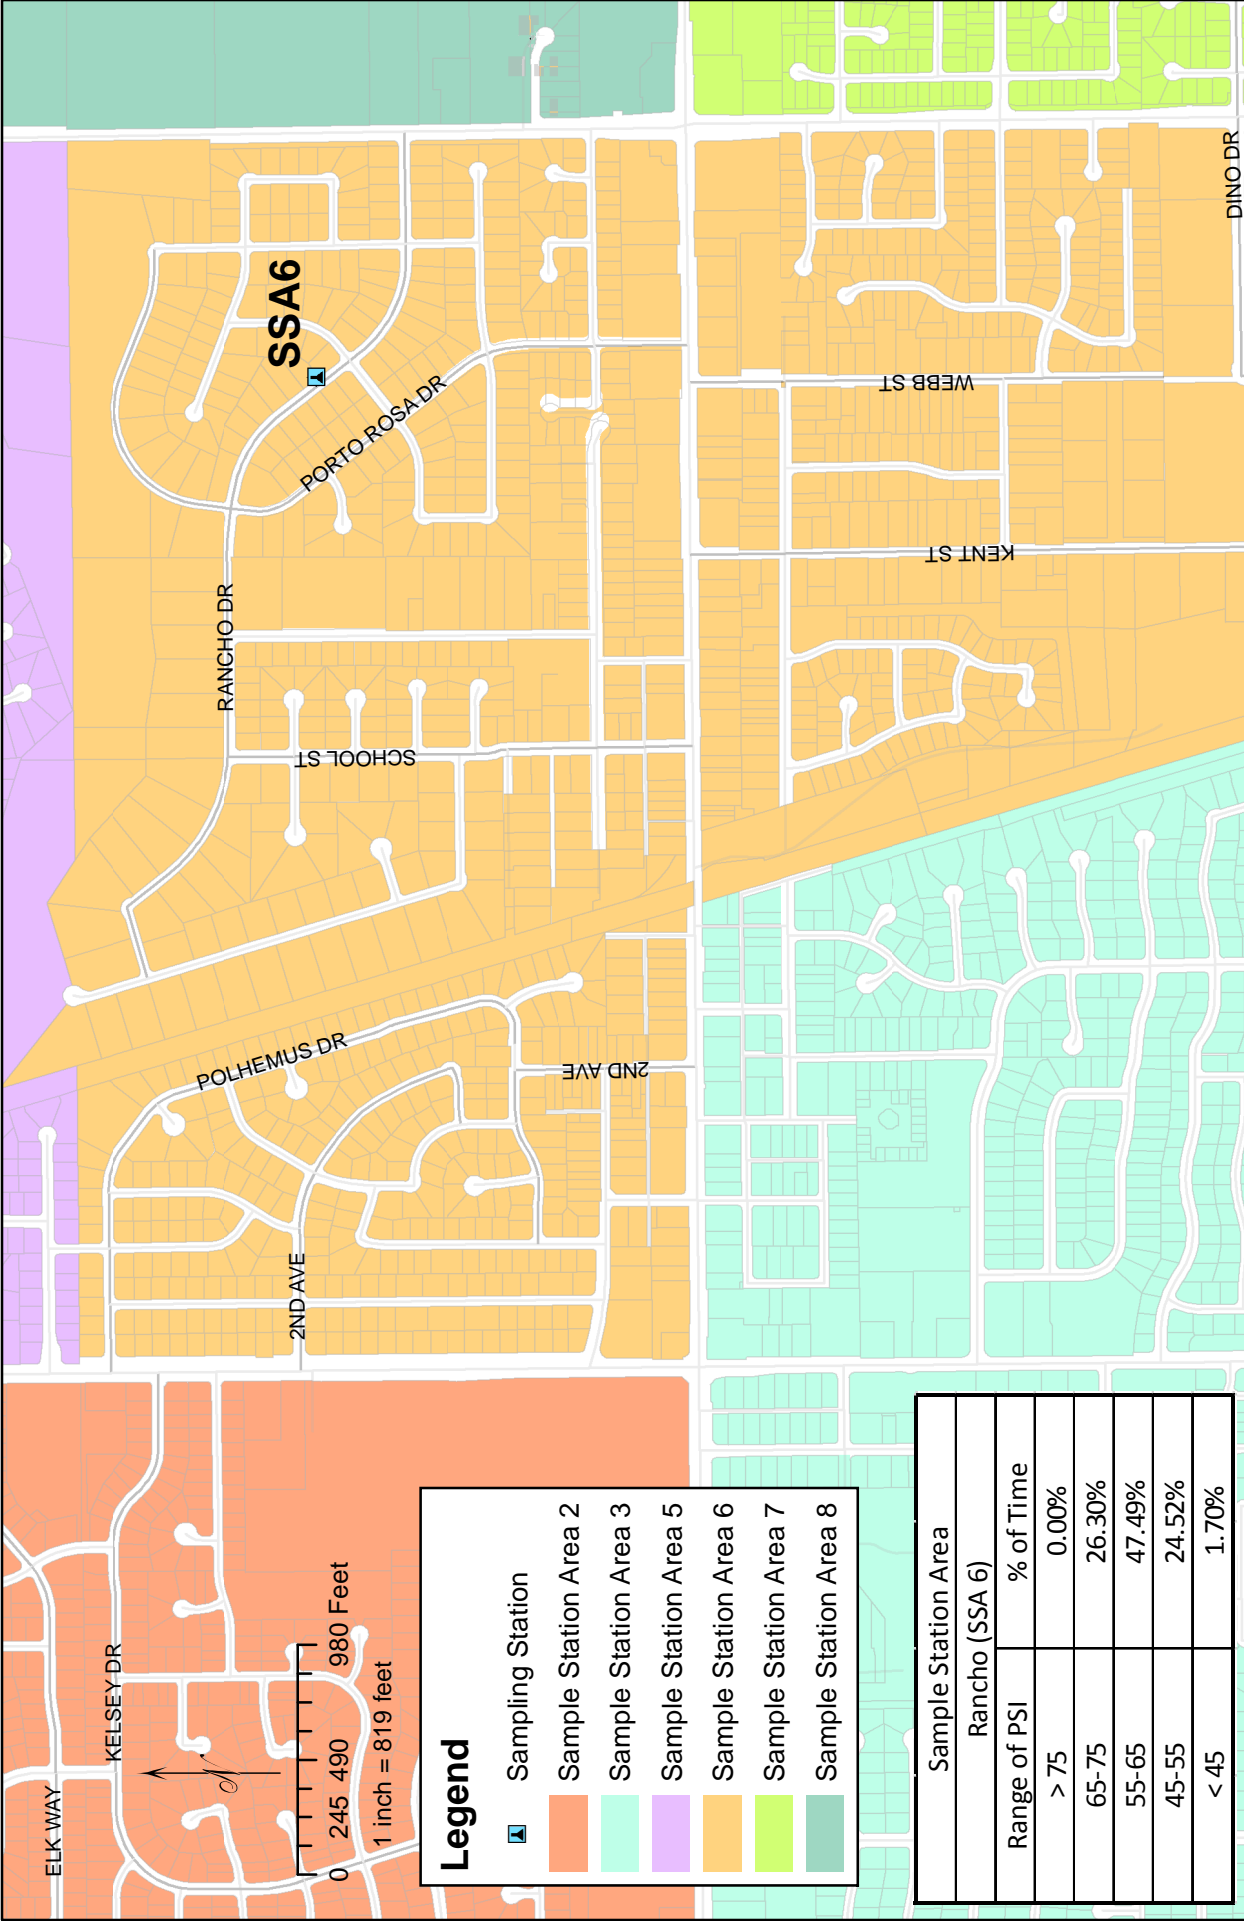 ELK WAY
KELSEY DR
2ND AVE
POLHEMUS DR
2ND AVE
RANCHO DR
SCHOOL ST
PORTO ROSA DR
SSA6
WEBB ST
KENT ST
DINO DR
N
0 245 490 980 Feet
1 inch = 819 feet
Legend
Sampling Station
Sample Station Area 2
Sample Station Area 3
Sample Station Area 5
Sample Station Area 6
Sample Station Area 7
Sample Station Area 8
Sample Station Area
Rancho (SSA 6)
Range of PSI % of Time
> 75 0.00%
65-75 26.30%
55-65 47.49%
45-55 24.52%
< 45 1.70%